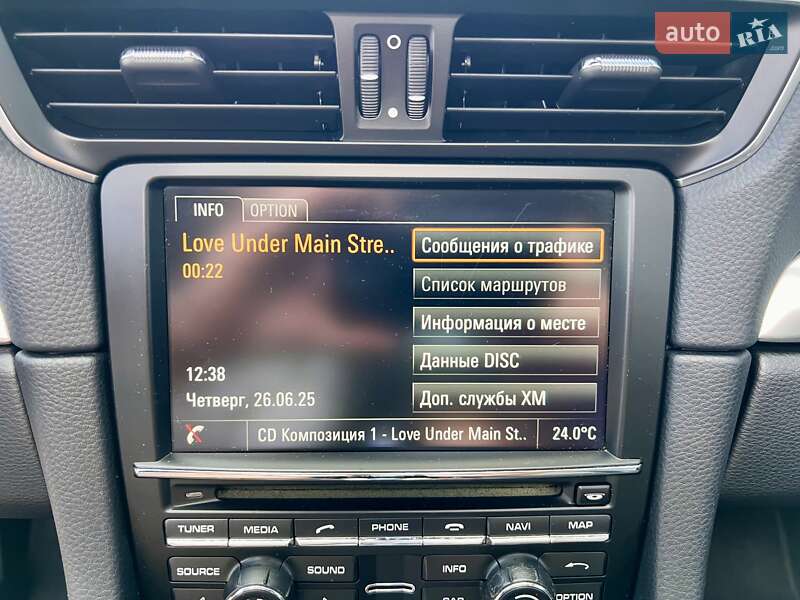 auto RIA
.com
INFO OPTION
Love Under Main Stre..
00:22
Сообщения о трафике
Список маршрутов
Информация о месте
Данные DISC
Доп. службы XM
12:38
Четверг, 26.06.25
CD Композиция 1 - Love Under Main St.. 24.0°C
TUNER MEDIA PHONE NAVI MAP
SOURCE SOUND INFO
CAR OPTION